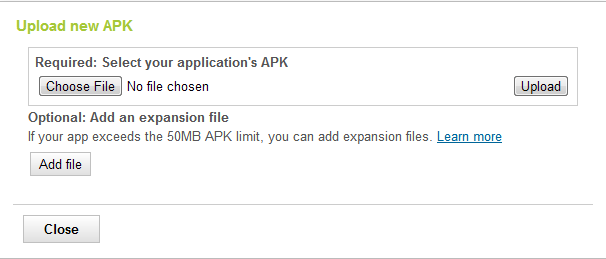 Upload new APK
Required: Select your application's APK
Choose File No file chosen Upload
Optional: Add an expansion file
If your app exceeds the 50MB APK limit, you can add expansion files. Learn more
Add file
Close